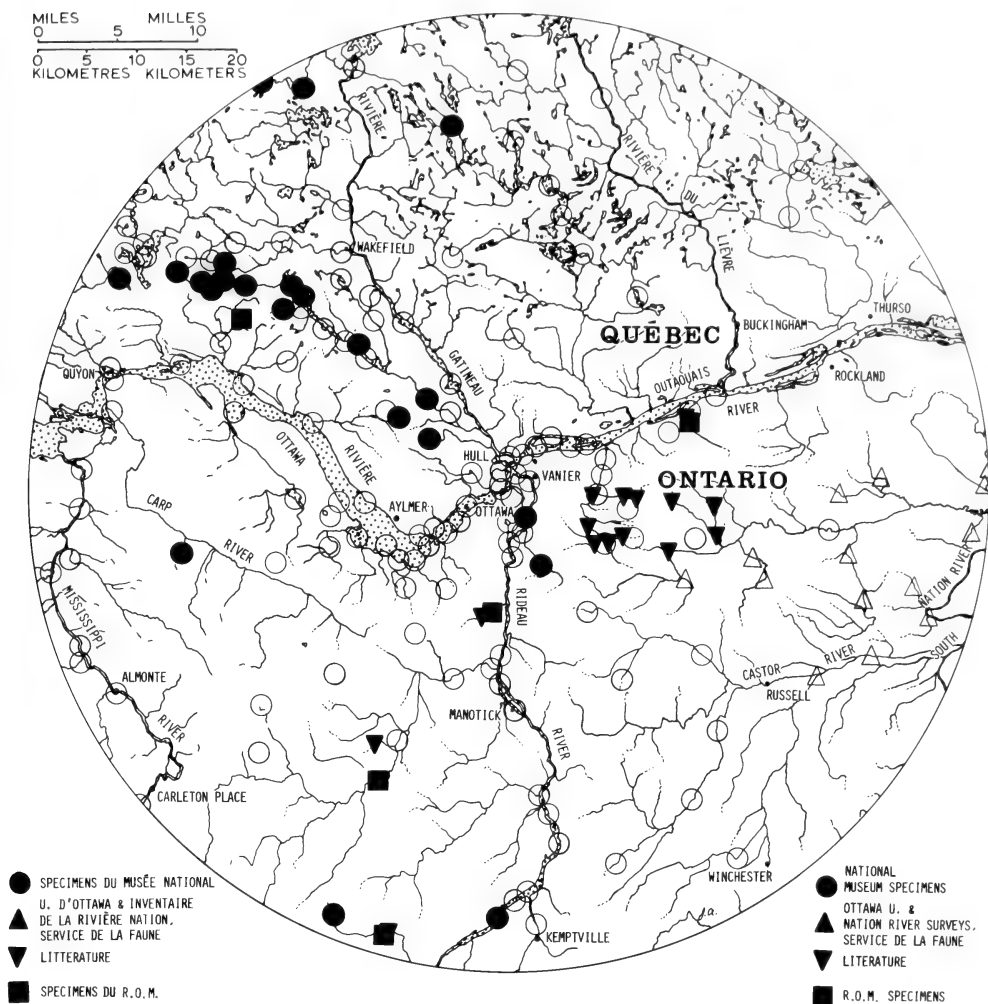 MILES MILLES
0 5 10
0 5 10 15 20
KILOMETRES KILOMETERS
RIVIÈRE
RIVIÈRE
DU
LIÈVRE
WAKEFIELD
THURSO
BUCKINGHAM
QUÉBEC
GATINEAU
ROCKLAND
QUYON
OUTAOUAIS
RIVER
OTTAWA
RIVIÈRE
HULL
VANIER
ONTARIO
CARP
RIVER
AYLMER
OTTAWA
MISSISSIPPI
RIVER
RIDEAU
RIVER
NATION RIVER
SOUTH
CASTOR
RIVER
RUSSELL
ALMONTE
MANOTICK
CARLETON PLACE
WINCHESTER
KEMPTVILLE
j.a.
SPECIMENS DU MUSÉE NATIONAL
U. D'OTTAWA & INVENTAIRE
DE LA RIVIÈRE NATION,
SERVICE DE LA FAUNE
LITTERATURE
SPECIMENS DU R.O.M.
NATIONAL
MUSEUM SPECIMENS
OTTAWA U. &
NATION RIVER SURVEYS,
SERVICE DE LA FAUNE
LITERATURE
R.O.M. SPECIMENS